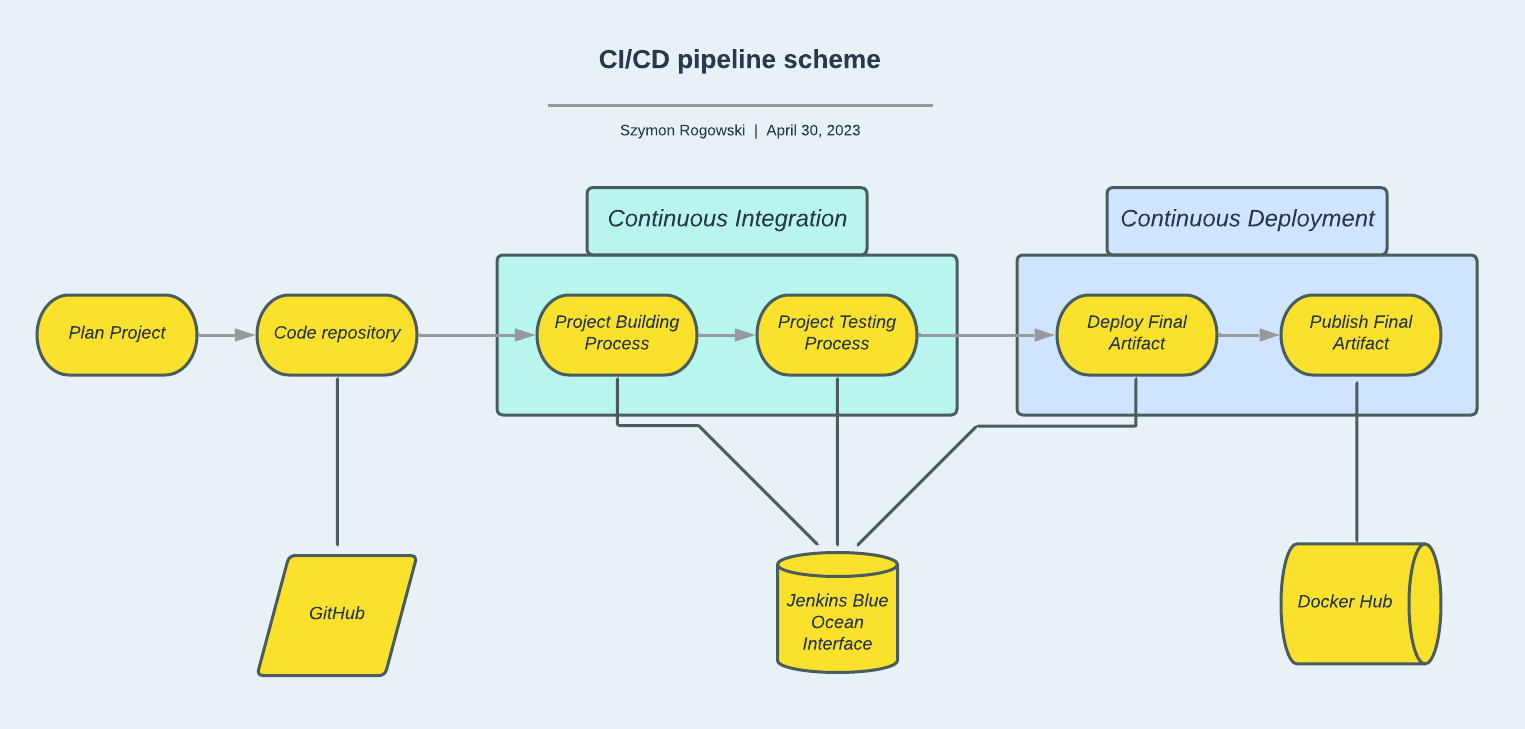 CI/CD pipeline scheme
Szymon Rogowski | April 30, 2023
Continuous Integration
Continuous Deployment
Plan Project
Code repository
Project Building
Process
Project Testing
Process
Deploy Final
Artifact
Publish Final
Artifact
GitHub
Jenkins Blue
Ocean
Interface
Docker Hub